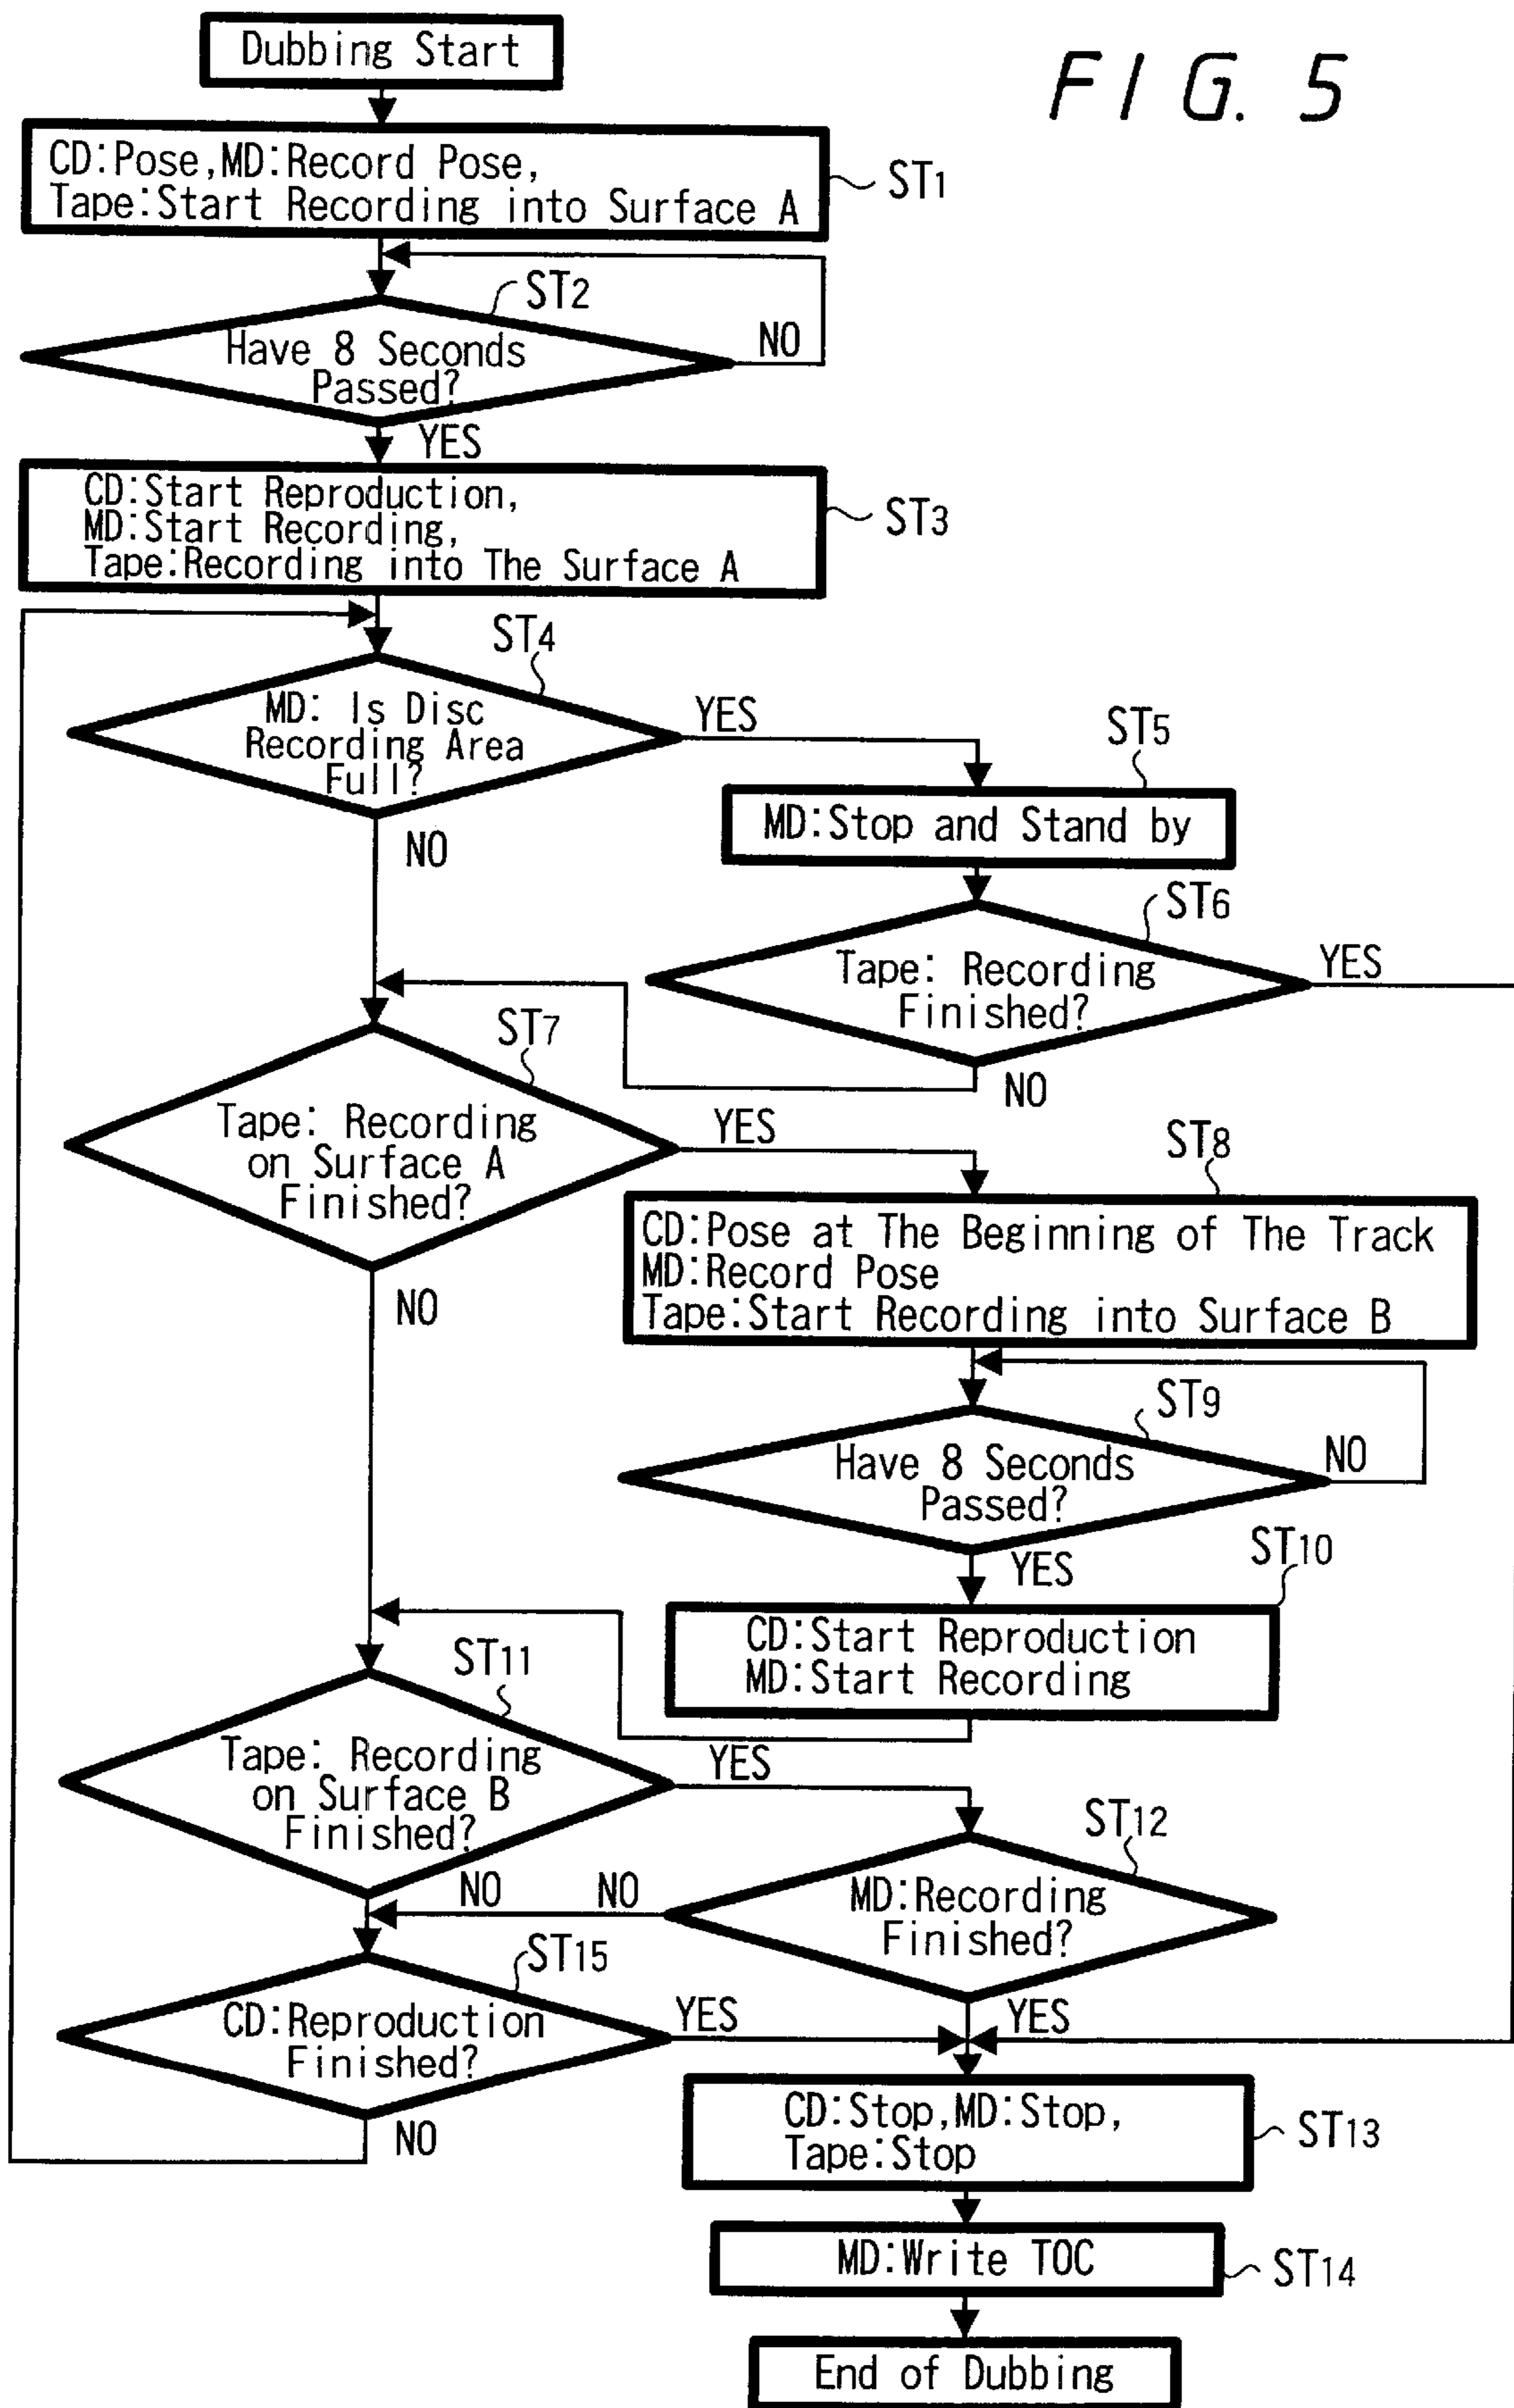 Dubbing Start
FIG. 5
CD:Pose,MD:Record Pose,
Tape:Start Recording into Surface A
ST1
ST2
Have 8 Seconds
Passed?
NO
YES
CD:Start Reproduction,
MD:Start Recording,
Tape:Recording into The Surface A
ST3
ST4
MD: Is Disc
Recording Area
Full?
YES
NO
ST5
MD:Stop and Stand by
ST6
Tape: Recording
Finished?
YES
NO
ST7
Tape: Recording
on Surface A
Finished?
YES
NO
ST8
CD:Pose at The Beginning of The Track
MD:Record Pose
Tape:Start Recording into Surface B
ST9
Have 8 Seconds
Passed?
NO
YES
ST10
CD:Start Reproduction
MD:Start Recording
ST11
Tape: Recording
on Surface B
Finished?
YES
NO
ST12
MD:Recording
Finished?
NO
YES
ST15
CD:Reproduction
Finished?
YES
NO
CD:Stop,MD:Stop,
Tape:Stop
ST13
MD:Write TOC
ST14
End of Dubbing